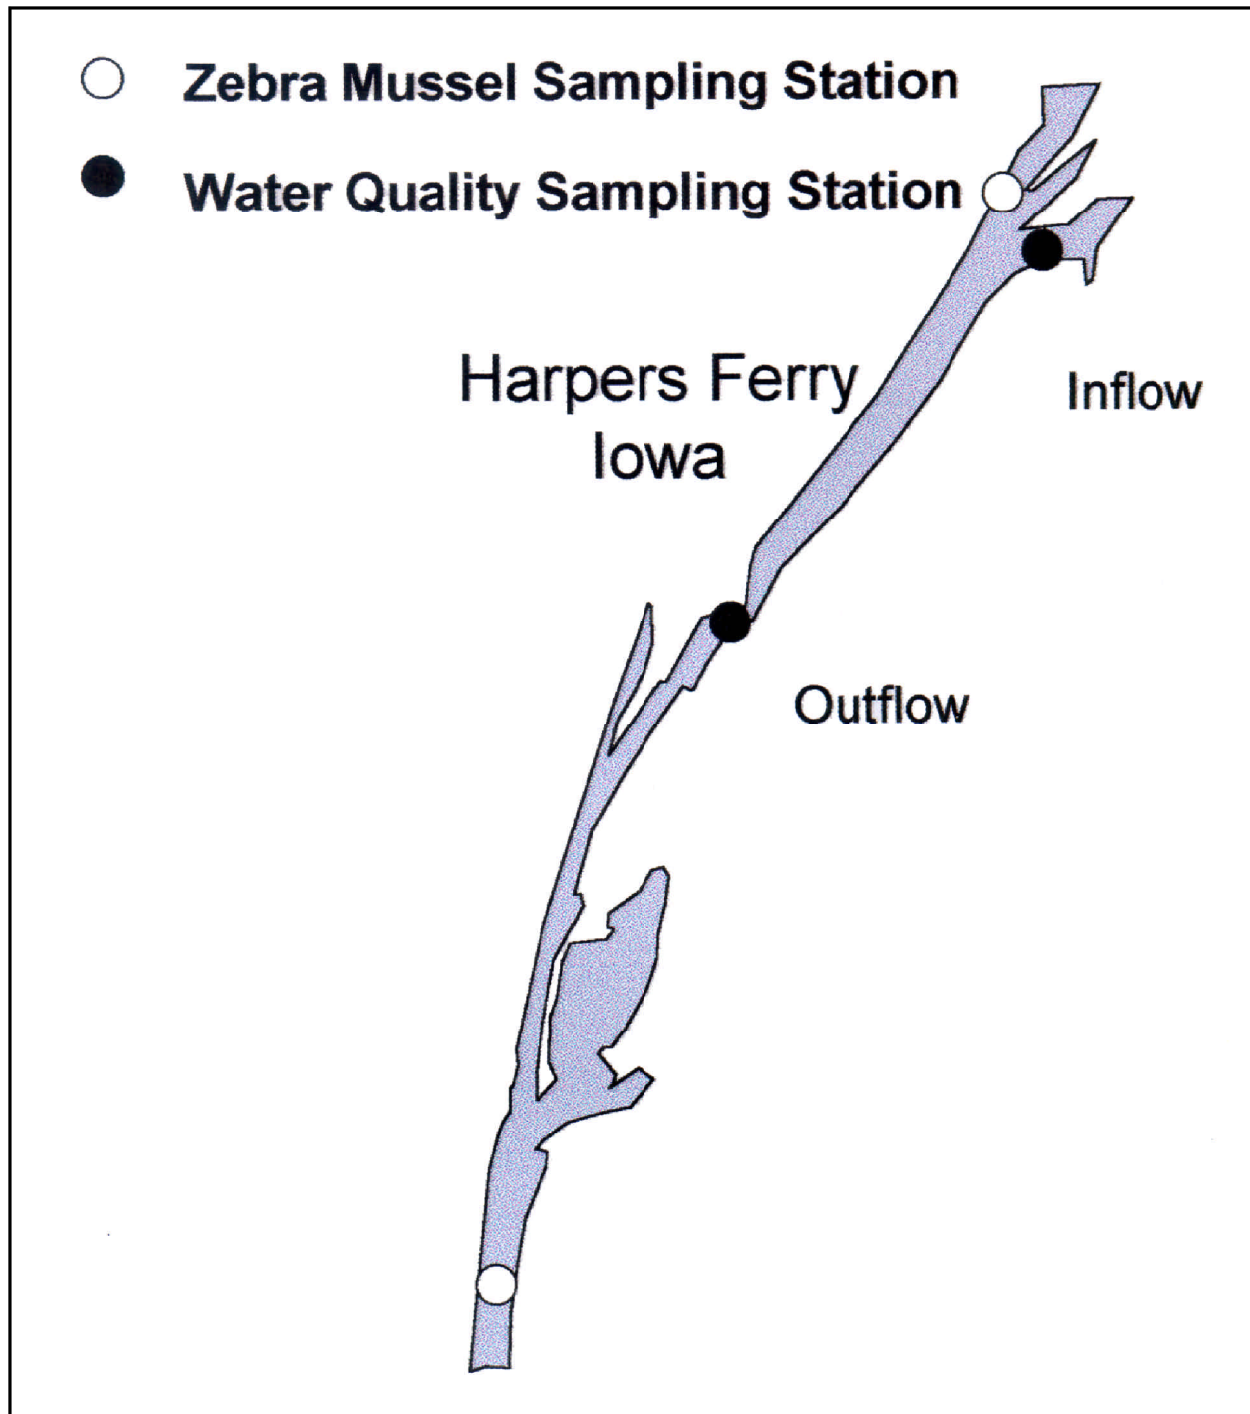 Zebra Mussel Sampling Station
Water Quality Sampling Station
Harpers Ferry
Iowa
Inflow
Outflow